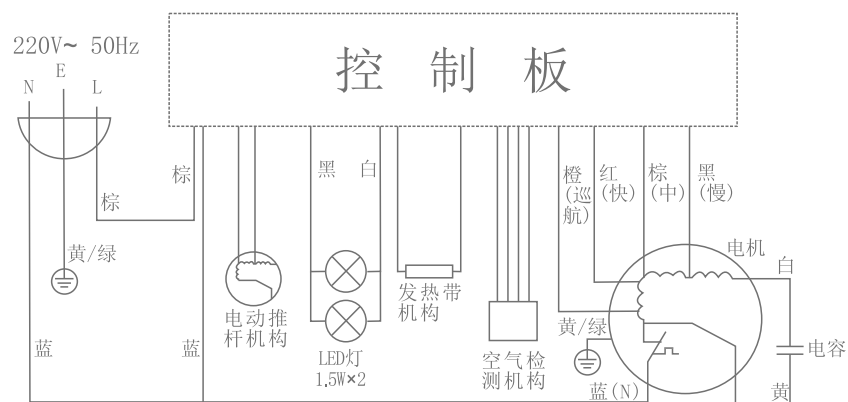 控制板
220V~ 50Hz
N
E
L
棕
棕
黄/绿
蓝
蓝
电动推
杆机构
黑
白
LED灯
1.5W×2
发热带
机构
空气检
测机构
橙
(巡
航)
红
(快)
棕
(中)
黑
(慢)
电机
白
黄/绿
蓝(N)
电容
黄